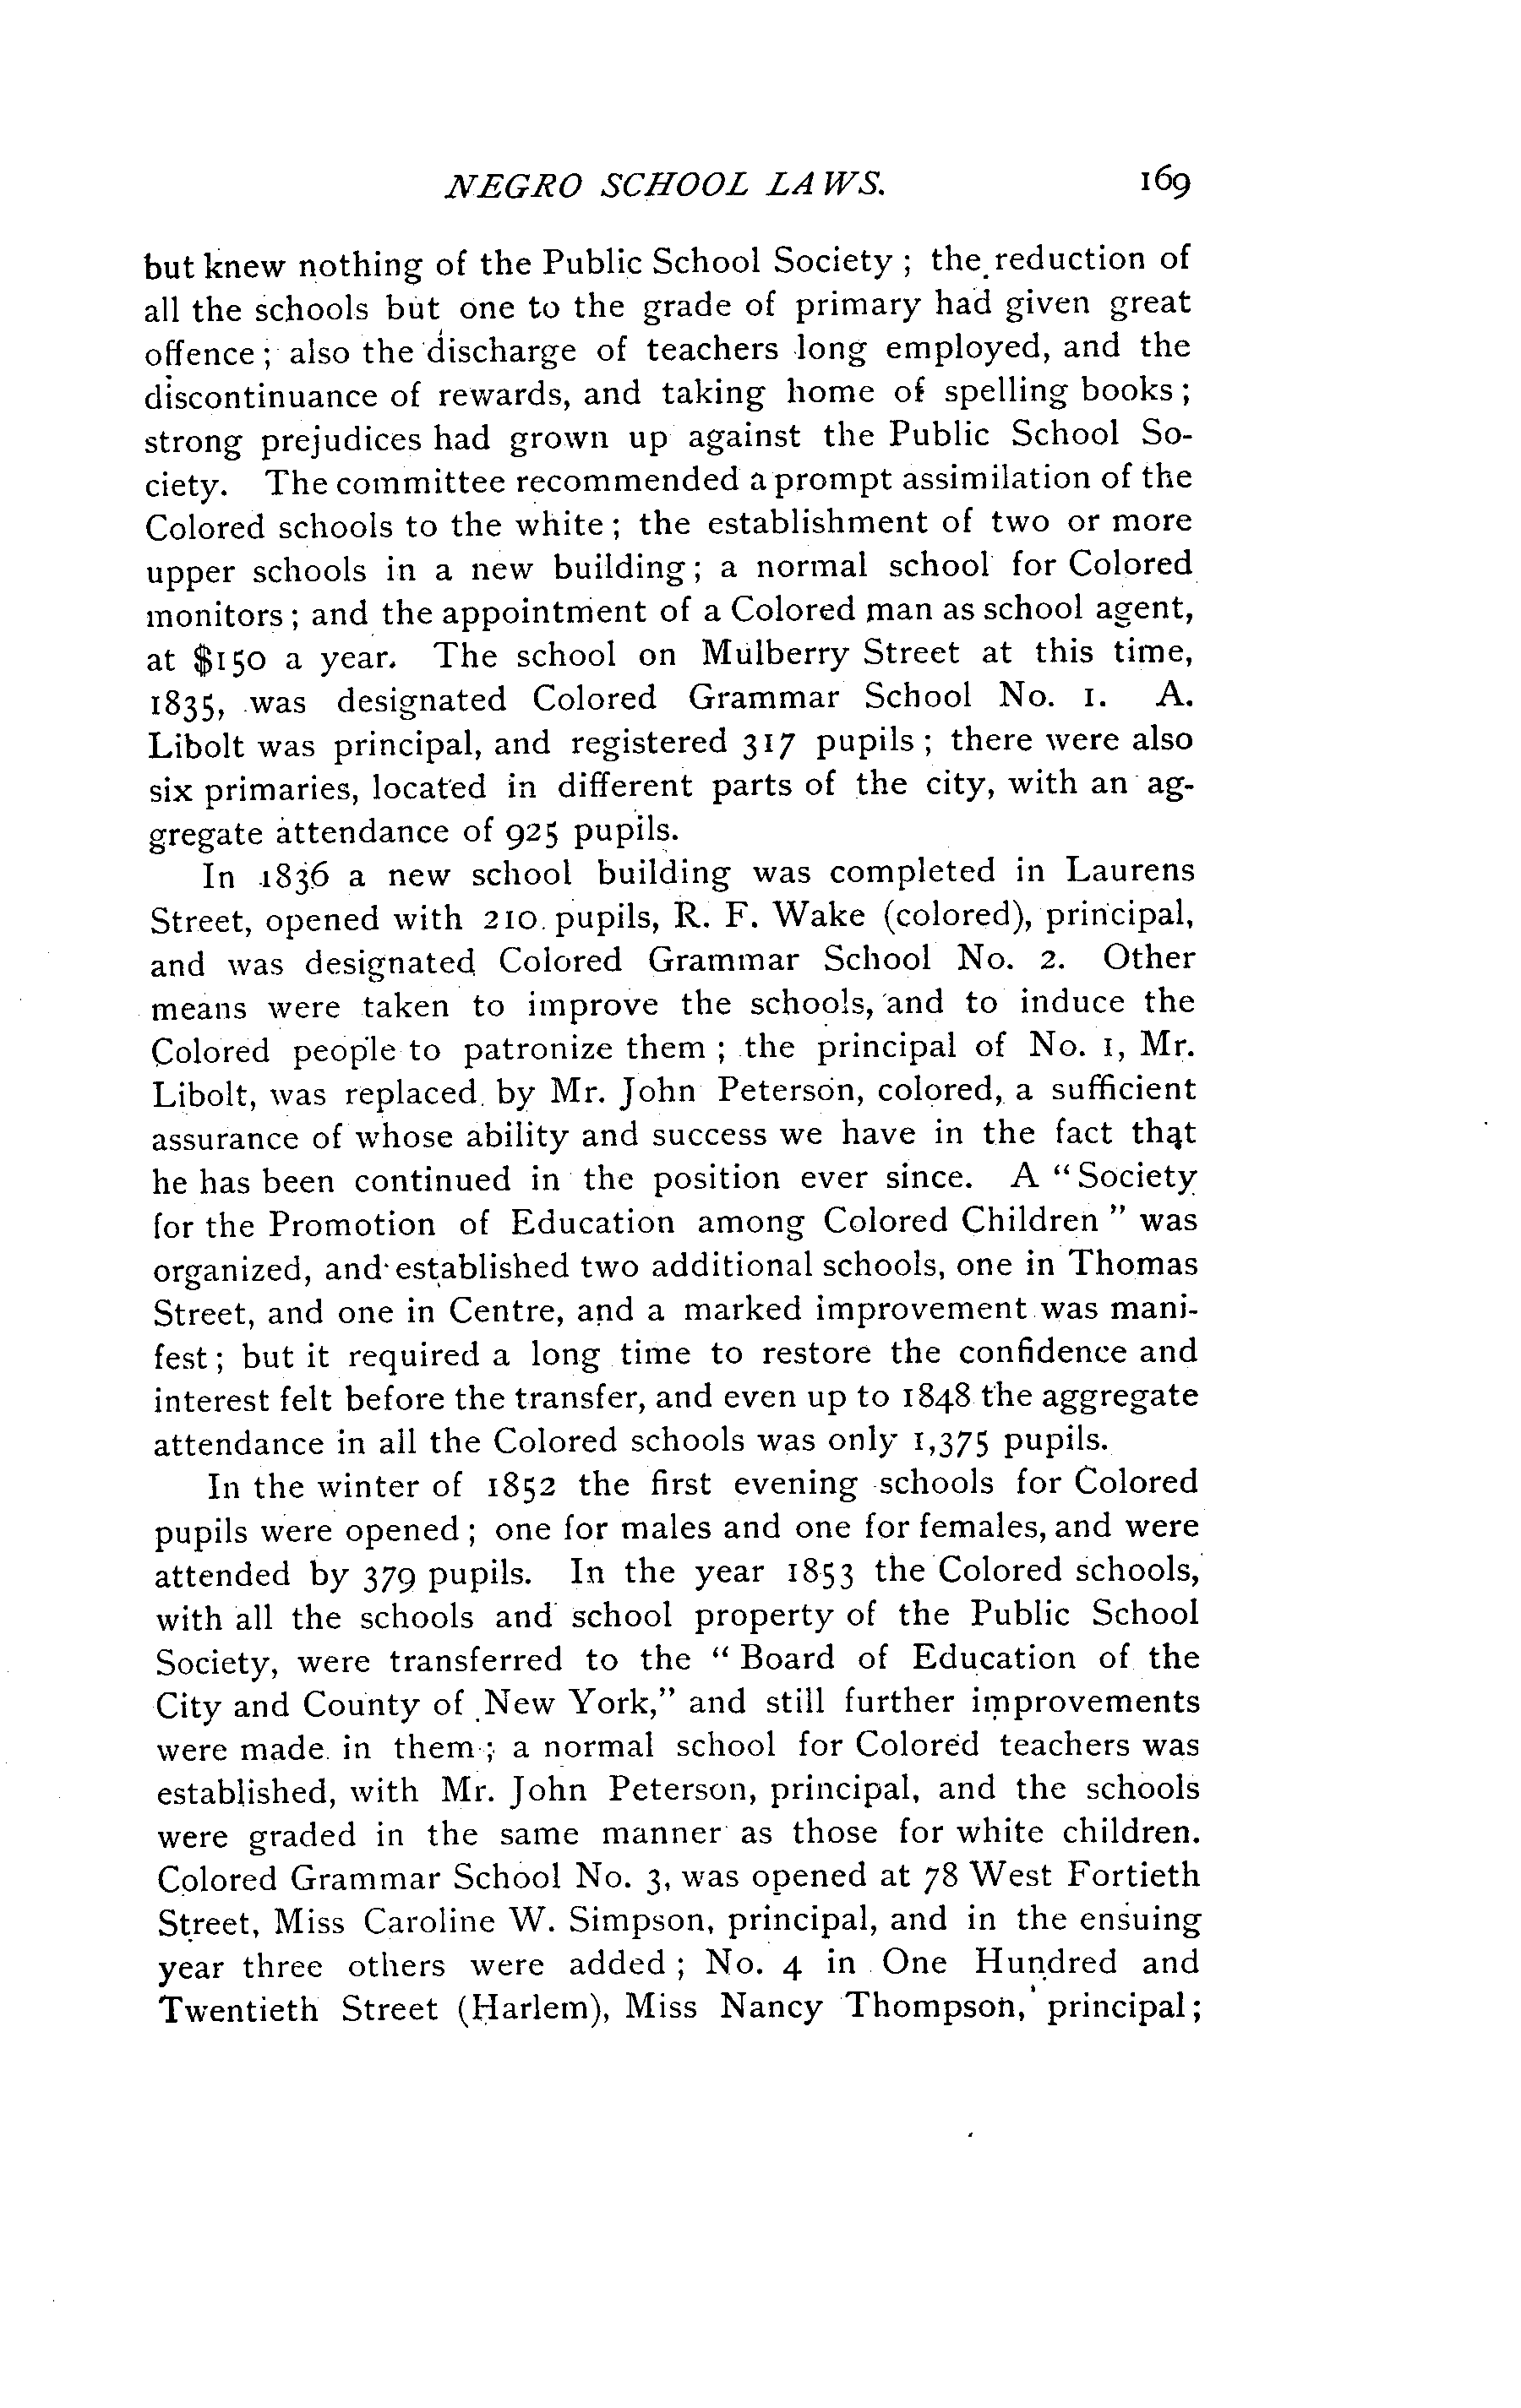 NEGRO SCHOOL LAWS. 169
but knew nothing of the Public School Society ; the reduction of
all the schools but one to the grade of primary had given great
offence ; also the discharge of teachers long employed, and the
discontinuance of rewards, and taking home of spelling books ;
strong prejudices had grown up against the Public School So-
ciety. The committee recommended a prompt assimilation of the
Colored schools to the white ; the establishment of two or more
upper schools in a new building ; a normal school for Colored
monitors ; and the appointment of a Colored man as school agent,
at $150 a year. The school on Mulberry Street at this time,
1835, was designated Colored Grammar School No. 1. A.
Libolt was principal, and registered 317 pupils ; there were also
six primaries, located in different parts of the city, with an ag-
gregate attendance of 925 pupils.
In 1836 a new school building was completed in Laurens
Street, opened with 210 pupils, R. F. Wake (colored), principal,
and was designated Colored Grammar School No. 2. Other
means were taken to improve the schools, and to induce the
Colored people to patronize them ; the principal of No. 1, Mr.
Libolt, was replaced by Mr. John Peterson, colored, a sufficient
assurance of whose ability and success we have in the fact that
he has been continued in the position ever since. A " Society
for the Promotion of Education among Colored Children " was
organized, and established two additional schools, one in Thomas
Street, and one in Centre, and a marked improvement was mani-
fest ; but it required a long time to restore the confidence and
interest felt before the transfer, and even up to 1848 the aggregate
attendance in all the Colored schools was only 1,375 pupils.
In the winter of 1852 the first evening schools for Colored
pupils were opened ; one for males and one for females, and were
attended by 379 pupils. In the year 1853 the Colored schools,
with all the schools and school property of the Public School
Society, were transferred to the " Board of Education of the
City and County of New York," and still further improvements
were made in them ; a normal school for Colored teachers was
established, with Mr. John Peterson, principal, and the schools
were graded in the same manner as those for white children.
Colored Grammar School No. 3, was opened at 78 West Fortieth
Street, Miss Caroline W. Simpson, principal, and in the ensuing
year three others were added ; No. 4 in One Hundred and
Twentieth Street (Harlem), Miss Nancy Thompson, principal ;